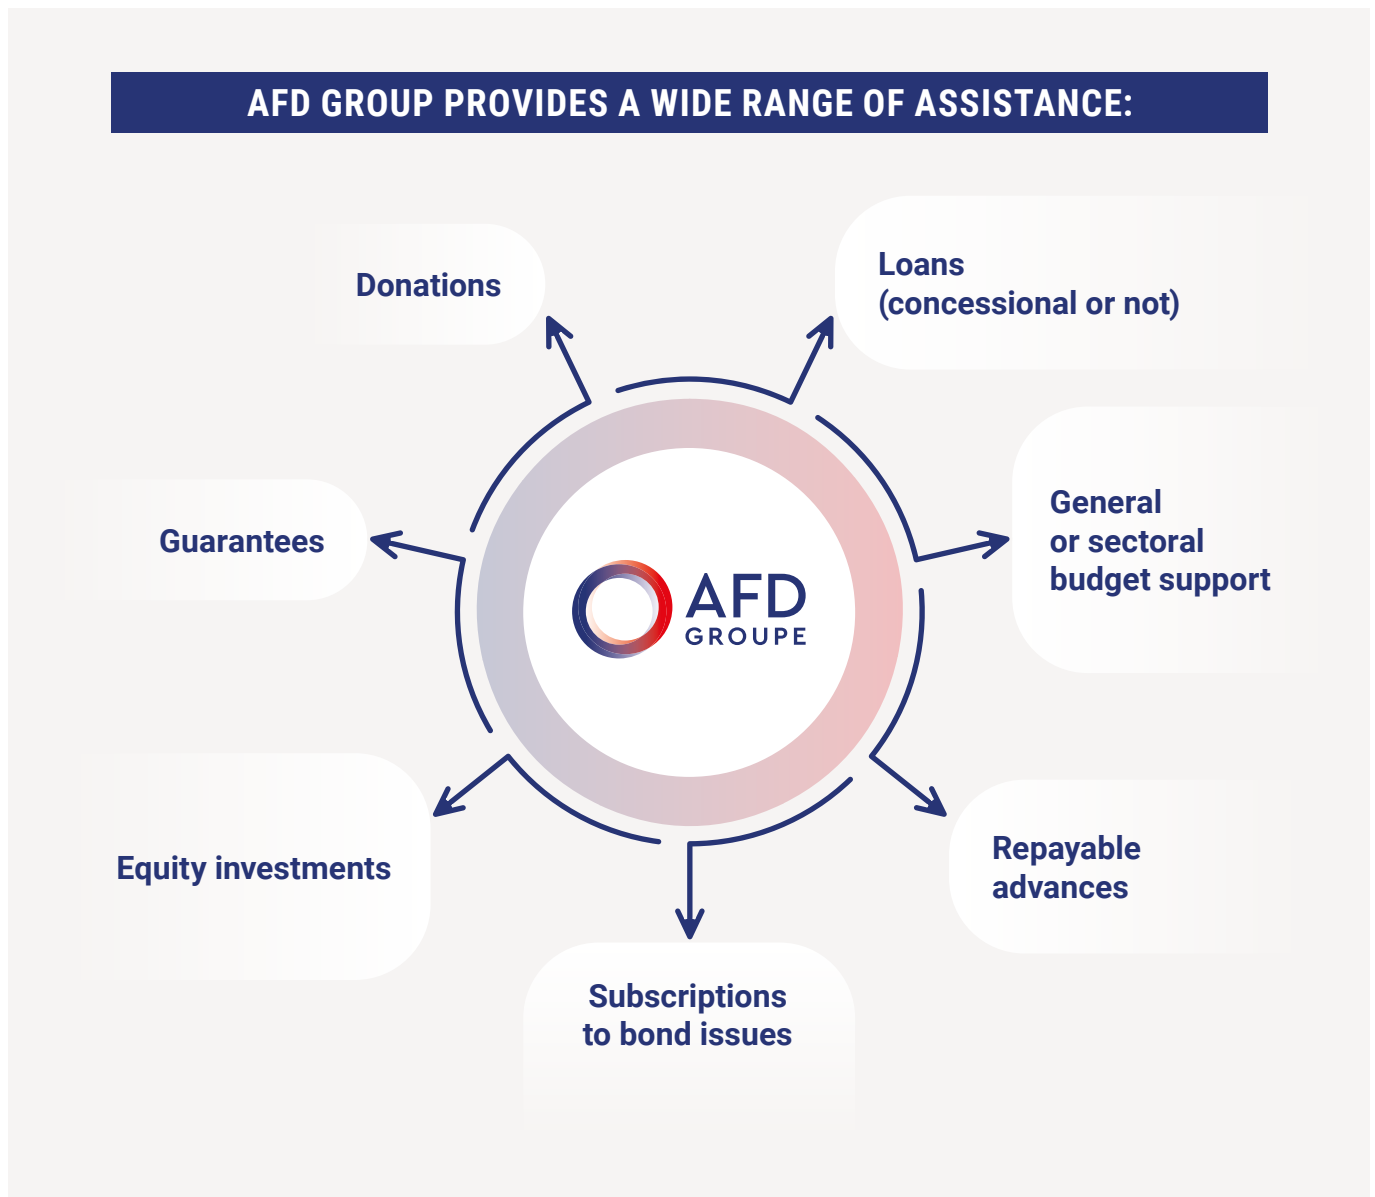 AFD GROUP PROVIDES A WIDE RANGE OF ASSISTANCE:
Donations
Loans
(concessional or not)
General
or sectoral
budget support
Guarantees
AFD
GROUPE
Equity investments
Repayable
advances
Subscriptions
to bond issues